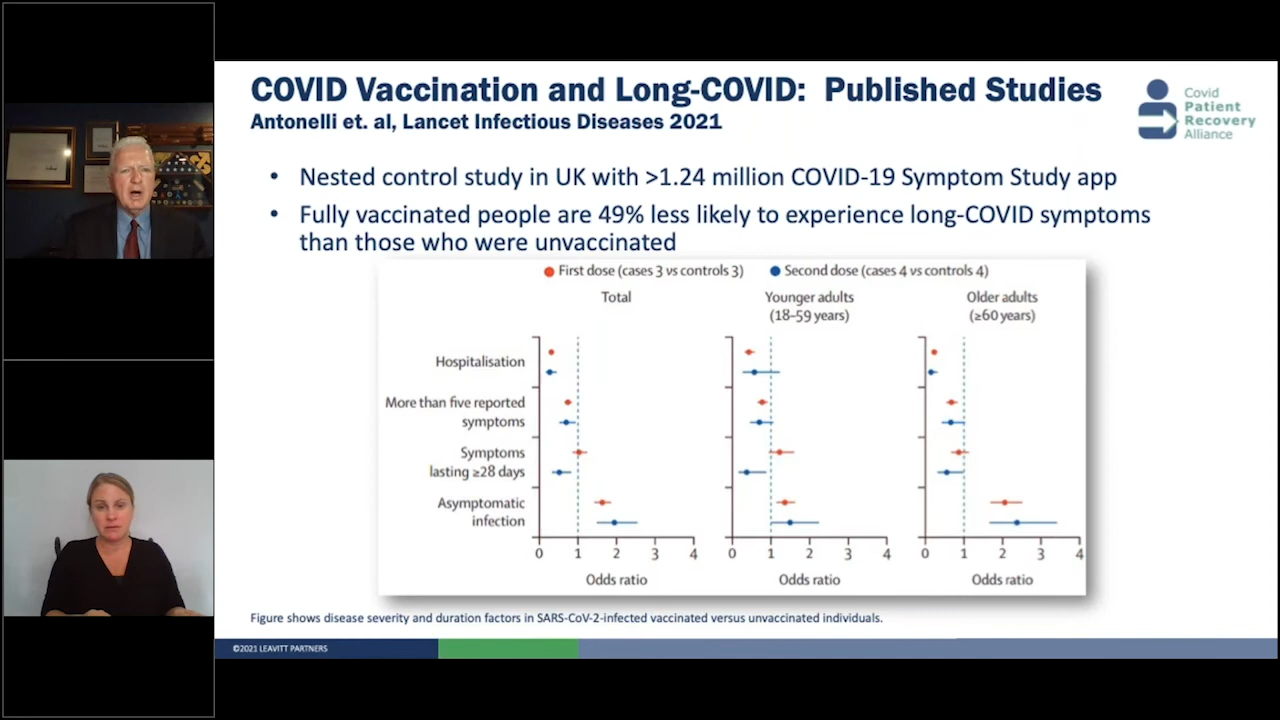 COVID Vaccination and Long-COVID: Published Studies
Antonelli et. al, Lancet Infectious Diseases 2021
Covid
Patient
Recovery
Alliance
• Nested control study in UK with >1.24 million COVID-19 Symptom Study app
• Fully vaccinated people are 49% less likely to experience long-COVID symptoms
than those who were unvaccinated
First dose (cases 3 vs controls 3) Second dose (cases 4 vs controls 4)
Total
Younger adults
(18–59 years)
Older adults
(≥60 years)
Hospitalisation
More than five reported
symptoms
Symptoms
lasting ≥28 days
Asymptomatic
infection
0 1 2 3 4
0 1 2 3 4
0 1 2 3 4
Odds ratio
Odds ratio
Odds ratio
Figure shows disease severity and duration factors in SARS-CoV-2-infected vaccinated versus unvaccinated individuals.
©2021 LEAVITT PARTNERS